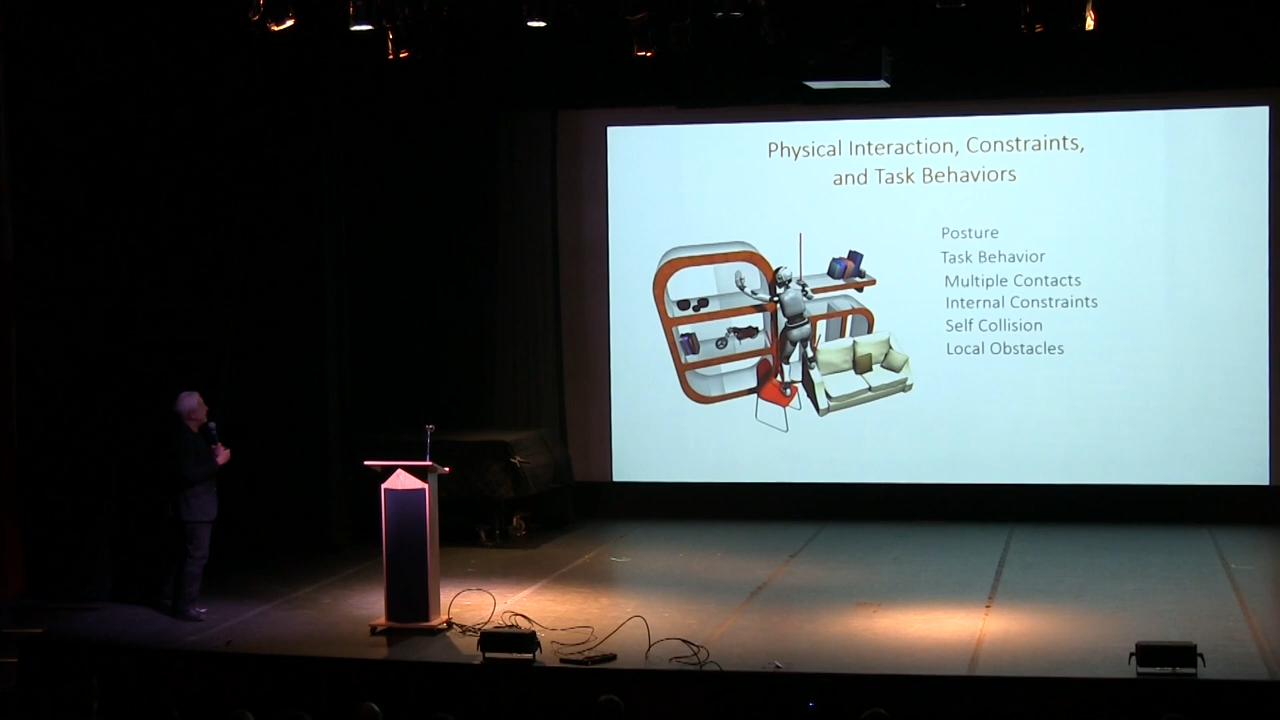 Physical Interaction, Constraints,
and Task Behaviors
Posture
Task Behavior
Multiple Contacts
Internal Constraints
Self Collision
Local Obstacles